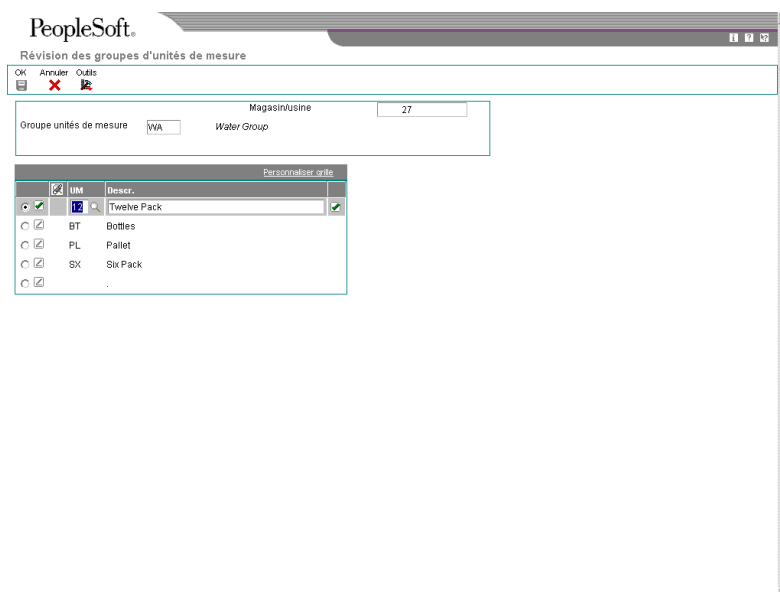 PeopleSoft.
Révision des groupes d'unités de mesure
OK Annuler Outils
Magasin/usine 27
Groupe unités de mesure WA Water Group
Personnaliser grille
UM Descr.
12 Twelve Pack
BT Bottles
PL Pallet
SX Six Pack
.